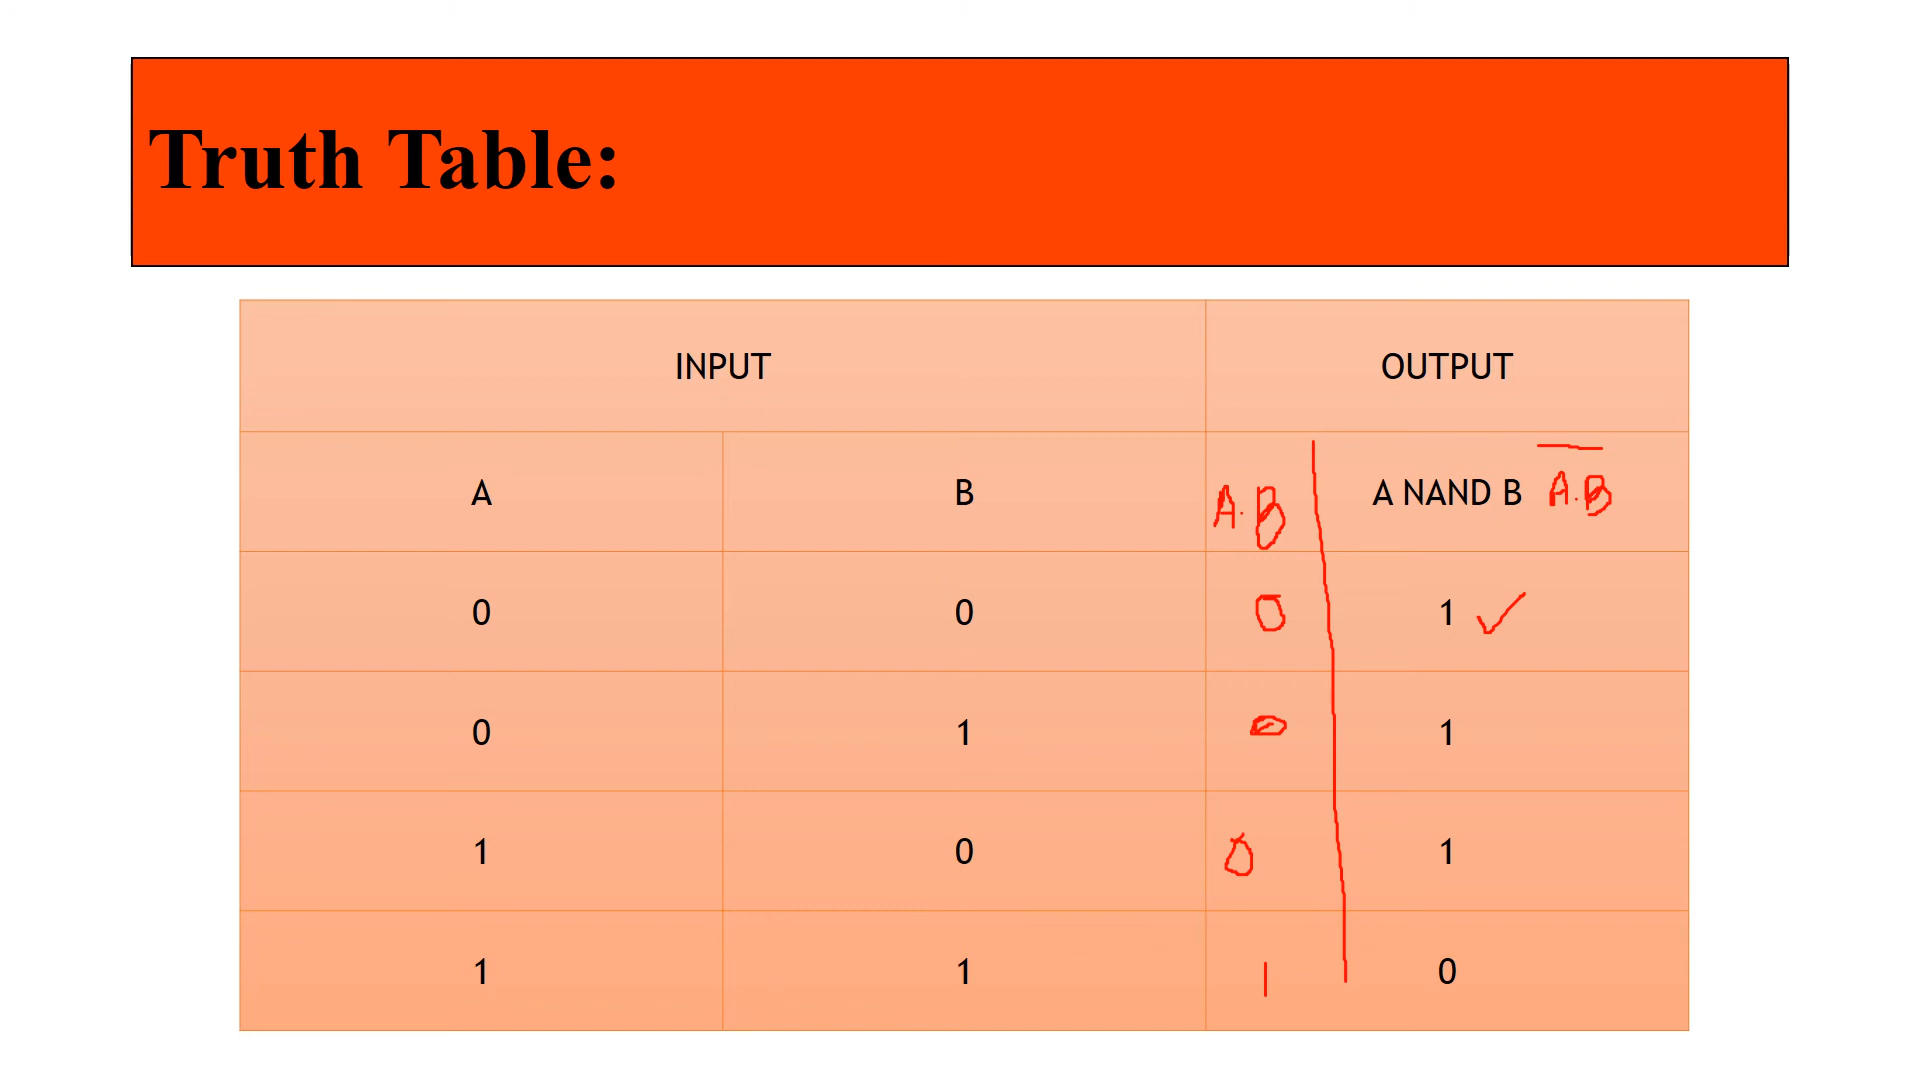 Truth Table:
INPUT OUTPUT
A B A.B A NAND B A.B
0 0 0 1
0 1 0 1
1 0 0 1
1 1 1 0